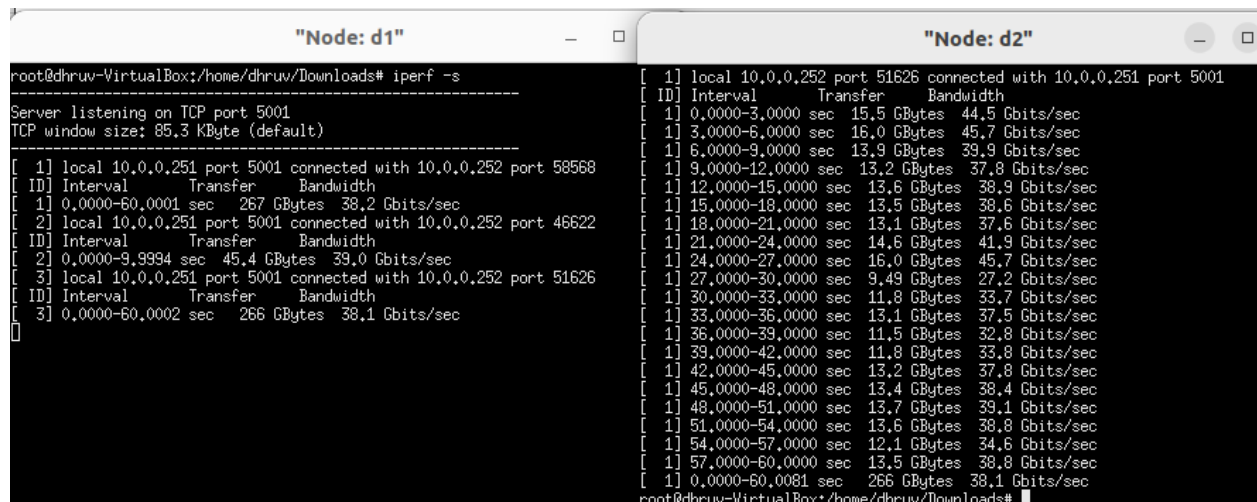 "Node: d1"
root@dhruv-VirtualBox:/home/dhruv/Downloads# iperf -s
------------------------------------------------------------
Server listening on TCP port 5001
TCP window size: 85.3 KByte (default)
------------------------------------------------------------
[  1] local 10.0.0.251 port 5001 connected with 10.0.0.252 port 58568
[ ID] Interval       Transfer     Bandwidth
[  1] 0.0000-60.0001 sec   267 GBytes  38.2 Gbits/sec
[  2] local 10.0.0.251 port 5001 connected with 10.0.0.252 port 46622
[ ID] Interval       Transfer     Bandwidth
[  2] 0.0000-9.9994 sec  45.4 GBytes  39.0 Gbits/sec
[  3] local 10.0.0.251 port 5001 connected with 10.0.0.252 port 51626
[ ID] Interval       Transfer     Bandwidth
[  3] 0.0000-60.0002 sec   266 GBytes  38.1 Gbits/sec
"Node: d2"
[  1] local 10.0.0.252 port 51626 connected with 10.0.0.251 port 5001
[ ID] Interval       Transfer     Bandwidth
[  1] 0.0000-3.0000 sec  15.5 GBytes  44.5 Gbits/sec
[  1] 3.0000-6.0000 sec  16.0 GBytes  45.7 Gbits/sec
[  1] 6.0000-9.0000 sec  13.9 GBytes  39.9 Gbits/sec
[  1] 9.0000-12.0000 sec  13.2 GBytes  37.8 Gbits/sec
[  1] 12.0000-15.0000 sec  13.6 GBytes  38.9 Gbits/sec
[  1] 15.0000-18.0000 sec  13.5 GBytes  38.6 Gbits/sec
[  1] 18.0000-21.0000 sec  13.1 GBytes  37.6 Gbits/sec
[  1] 21.0000-24.0000 sec  14.6 GBytes  41.9 Gbits/sec
[  1] 24.0000-27.0000 sec  16.0 GBytes  45.7 Gbits/sec
[  1] 27.0000-30.0000 sec  9.49 GBytes  27.2 Gbits/sec
[  1] 30.0000-33.0000 sec  11.8 GBytes  33.7 Gbits/sec
[  1] 33.0000-36.0000 sec  13.1 GBytes  37.5 Gbits/sec
[  1] 36.0000-39.0000 sec  11.5 GBytes  32.8 Gbits/sec
[  1] 39.0000-42.0000 sec  11.8 GBytes  33.8 Gbits/sec
[  1] 42.0000-45.0000 sec  13.2 GBytes  37.8 Gbits/sec
[  1] 45.0000-48.0000 sec  13.4 GBytes  38.4 Gbits/sec
[  1] 48.0000-51.0000 sec  13.7 GBytes  39.1 Gbits/sec
[  1] 51.0000-54.0000 sec  13.6 GBytes  38.8 Gbits/sec
[  1] 54.0000-57.0000 sec  12.1 GBytes  34.6 Gbits/sec
[  1] 57.0000-60.0000 sec  13.5 GBytes  38.8 Gbits/sec
[  1] 0.0000-60.0081 sec   266 GBytes  38.1 Gbits/sec
root@dhruv-VirtualBox:/home/dhruv/Downloads#